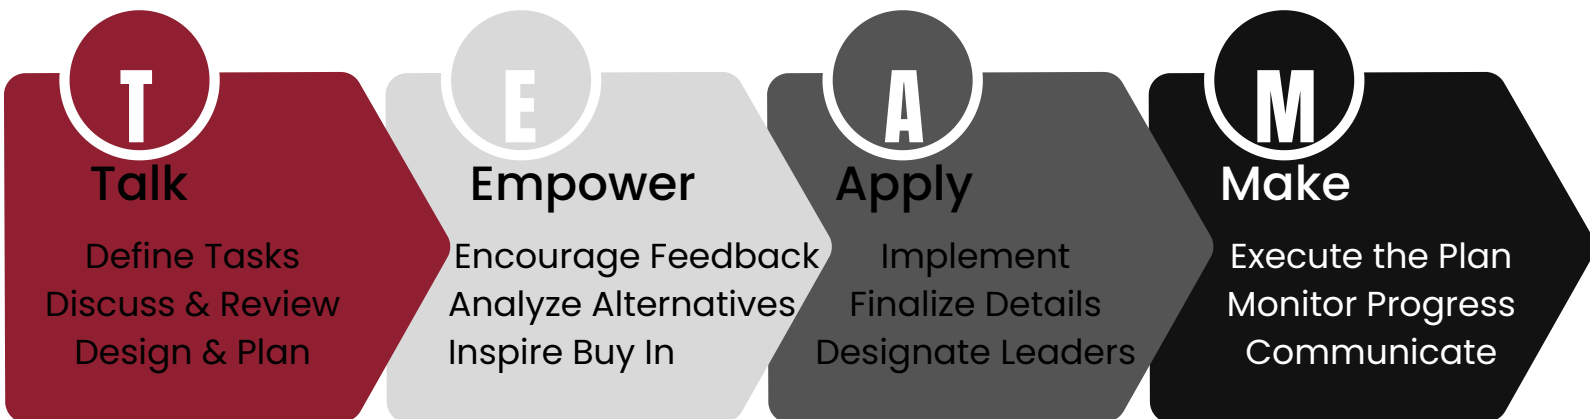 T
Talk
Define Tasks
Discuss & Review
Design & Plan
E
Empower
Encourage Feedback
Analyze Alternatives
Inspire Buy In
A
Apply
Implement
Finalize Details
Designate Leaders
M
Make
Execute the Plan
Monitor Progress
Communicate